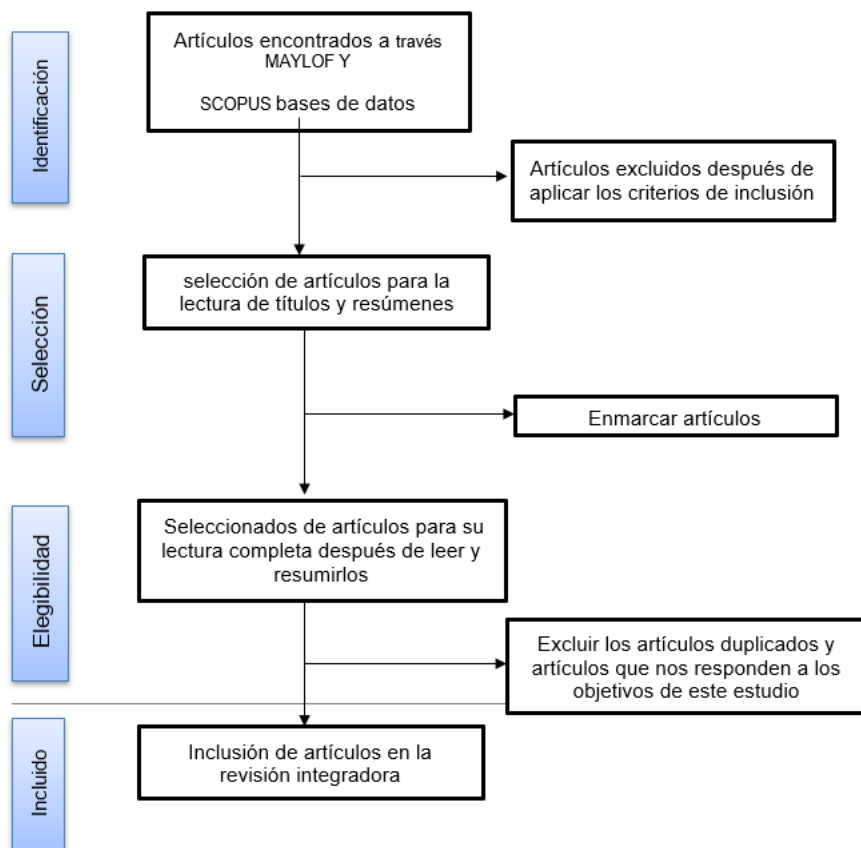 Identificación
Artículos encontrados a través
MAYLOF Y
SCOPUS bases de datos
Artículos excluidos después de
aplicar los criterios de inclusión
Selección
selección de artículos para la
lectura de títulos y resúmenes
Enmarcar artículos
Elegibilidad
Seleccionados de artículos para su
lectura completa después de leer y
resumirlos
Excluir los artículos duplicados y
artículos que nos responden a los
objetivos de este estudio
Incluido
Inclusión de artículos en la
revisión integradora